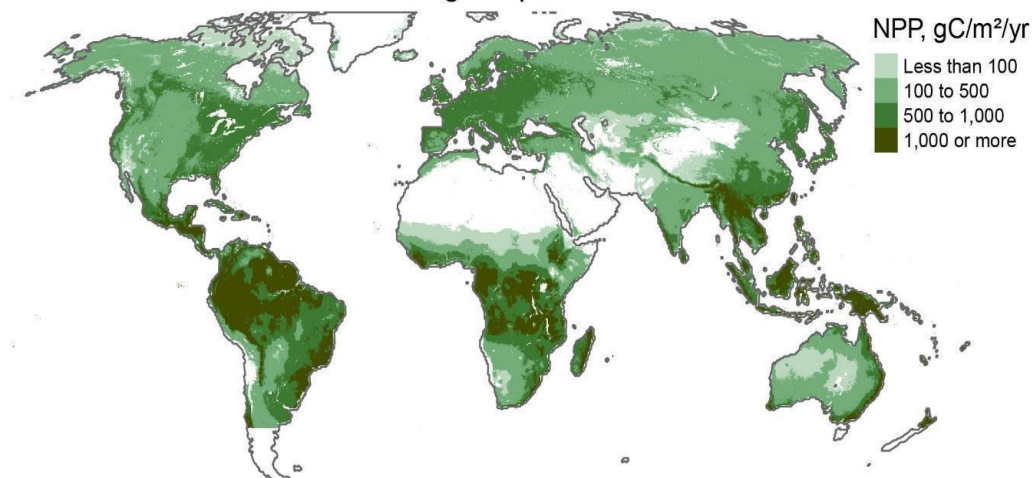 NPP, gC/m²/yr
Less than 100
100 to 500
500 to 1,000
1,000 or more